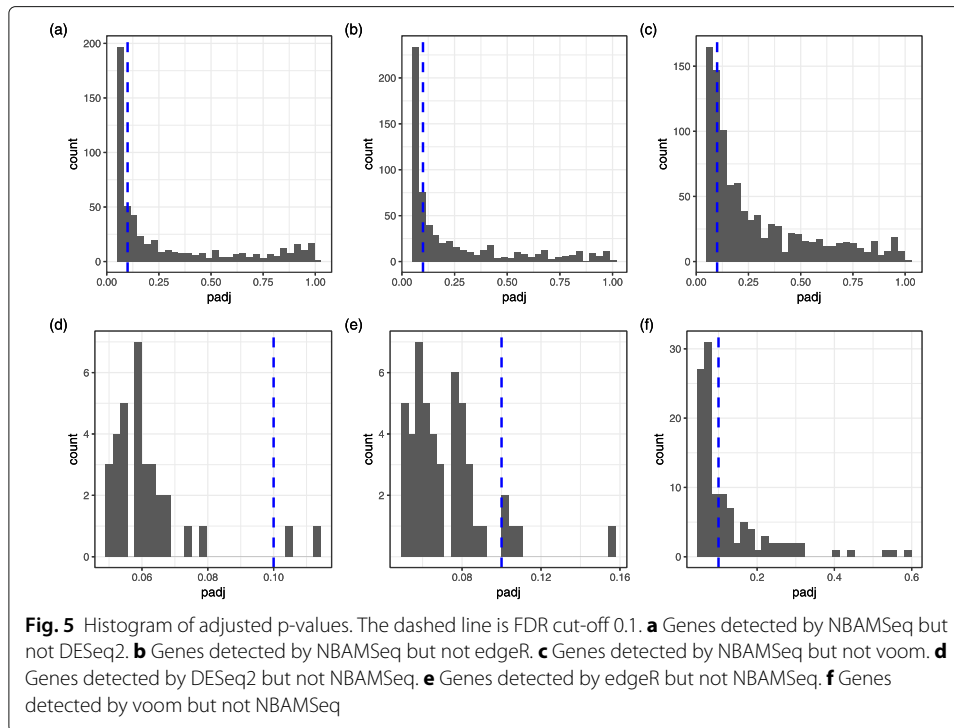 (a)
(b)
(c)
200
150
100
50
0
count
0.00
0.25
0.50
0.75
1.00
padj
200
150
100
50
0
count
0.00
0.25
0.50
0.75
1.00
padj
150
100
50
0
count
0.00
0.25
0.50
0.75
1.00
padj
(d)
(e)
(f)
6
4
2
0
count
0.06
0.08
0.10
padj
6
4
2
0
count
0.08
0.12
0.16
padj
30
20
10
0
count
0.2
0.4
0.6
padj
Fig. 5 Histogram of adjusted p-values. The dashed line is FDR cut-off 0.1. a Genes detected by NBAMSeq but
not DESeq2. b Genes detected by NBAMSeq but not edgeR. c Genes detected by NBAMSeq but not voom. d
Genes detected by DESeq2 but not NBAMSeq. e Genes detected by edgeR but not NBAMSeq. f Genes
detected by voom but not NBAMSeq